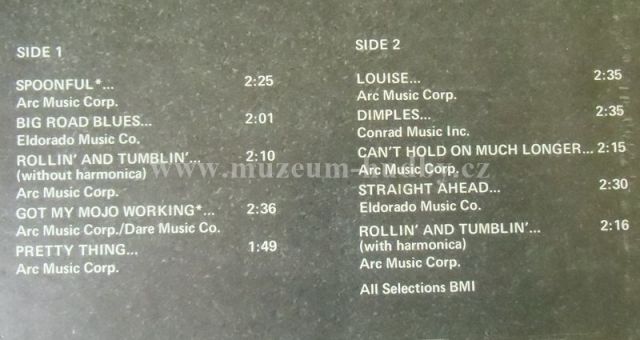 SIDE 1
SPOONFUL*... 2:25
Arc Music Corp.
BIG ROAD BLUES... 2:01
Eldorado Music Co.
ROLLIN' AND TUMBLIN'... 2:10
(without harmonica)
Arc Music Corp.
GOT MY MOJO WORKING*... 2:36
Arc Music Corp./Dare Music Co.
PRETTY THING... 1:49
Arc Music Corp.
SIDE 2
LOUISE... 2:35
Arc Music Corp.
DIMPLES... 2:35
Conrad Music Inc.
CAN'T HOLD ON MUCH LONGER... 2:15
Arc Music Corp.
STRAIGHT AHEAD... 2:30
Eldorado Music Co.
ROLLIN' AND TUMBLIN'... 2:16
(with harmonica)
Arc Music Corp.
All Selections BMI
www.muzeum-hudby.cz